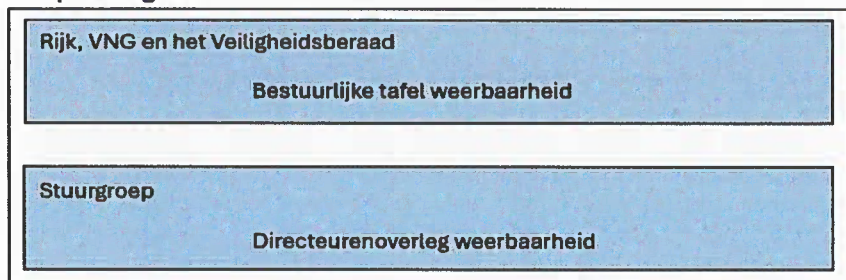 Rijk, VNG en het Veiligheidsberaad
Bestuurlijke tafel weerbaarheid
Stuurgroep
Directeurenoverleg weerbaarheid